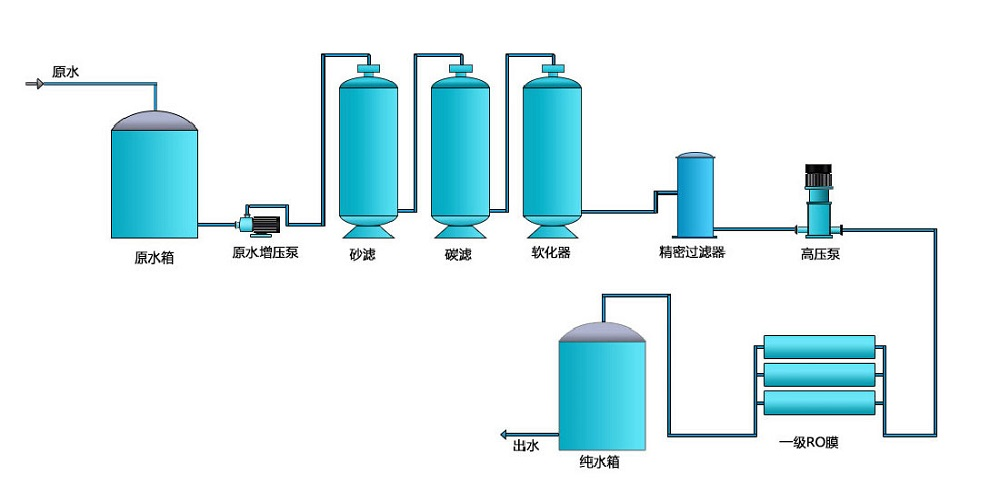 原水
原水箱
原水增压泵
砂滤
碳滤
软化器
精密过滤器
高压泵
一级RO膜
纯水箱
出水